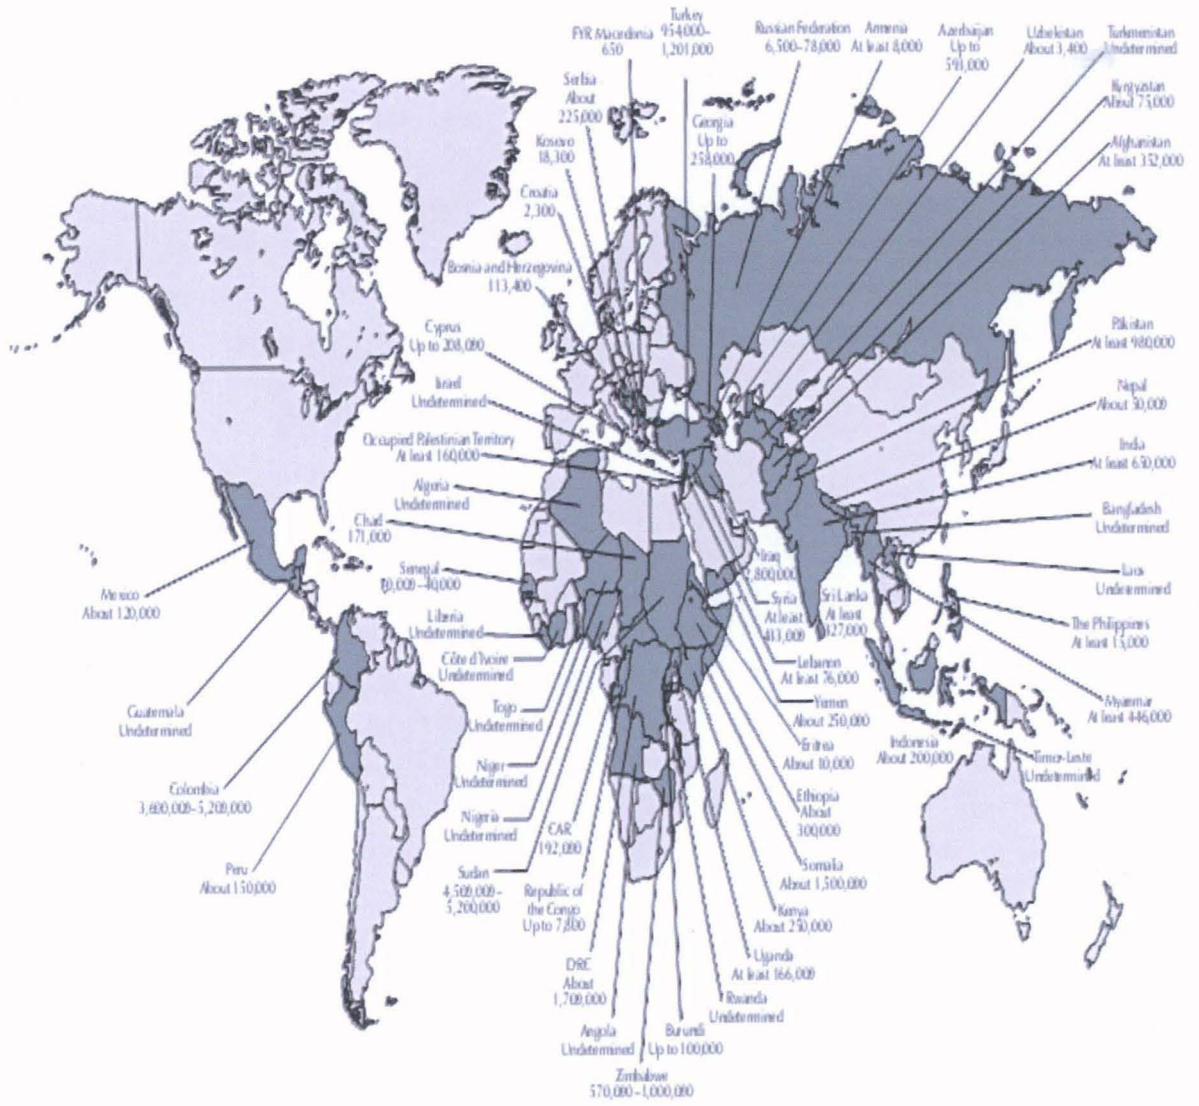 Turkey
954,000–
1,201,000
FYR Macedonia
650
Russian Federation
6,500–78,000
Armenia
At least 8,000
Azerbaijan
Up to
593,000
Uzbekistan
About 3,400
Turkmenistan
Undetermined
Serbia
About
225,000
Kyrgyzstan
About 75,000
Georgia
Up to
258,000
Kosovo
18,300
Afghanistan
At least 352,000
Croatia
2,300
Bosnia and Herzegovina
113,400
Cyprus
Up to 208,000
Pakistan
At least 980,000
Israel
Undetermined
Nepal
About 50,000
Occupied Palestinian Territory
At least 160,000
India
At least 650,000
Algeria
Undetermined
Bangladesh
Undetermined
Chad
171,000
Iraq
2,800,000
Senegal
10,000–40,000
Laos
Undetermined
Syria
At least
433,000
Sri Lanka
At least
327,000
Liberia
Undetermined
The Philippines
At least 15,000
Côte d'Ivoire
Undetermined
Lebanon
At least 76,000
Mexico
About 120,000
Togo
Undetermined
Yemen
About 250,000
Myanmar
At least 446,000
Guatemala
Undetermined
Eritrea
About 10,000
Indonesia
About 200,000
Timor-Leste
Undetermined
Niger
Undetermined
Colombia
3,600,000–5,200,000
Ethiopia
About
300,000
Nigeria
Undetermined
CAR
192,000
Sudan
4,500,000–
5,200,000
Republic of
the Congo
Up to 7,800
Somalia
About 1,500,000
Peru
About 150,000
Kenya
About 250,000
DRC
About
1,700,000
Uganda
At least 166,000
Rwanda
Undetermined
Angola
Undetermined
Burundi
Up to 100,000
Zimbabwe
570,000–1,000,000